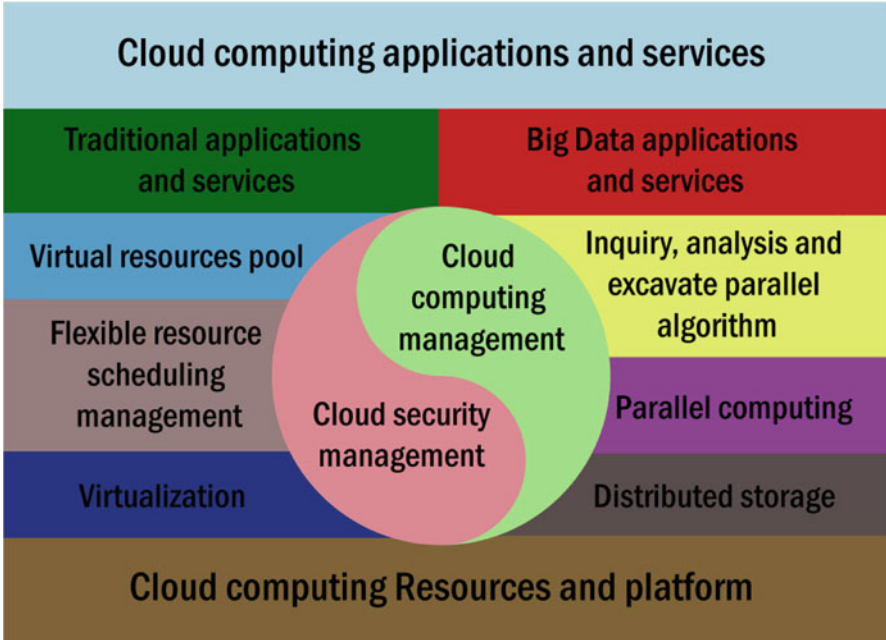 Cloud computing applications and services
Traditional applications
and services
Big Data applications
and services
Virtual resources pool
Cloud
computing
management
Inquiry, analysis and
excavate parallel
algorithm
Flexible resource
scheduling
management
Cloud security
management
Parallel computing
Virtualization
Distributed storage
Cloud computing Resources and platform